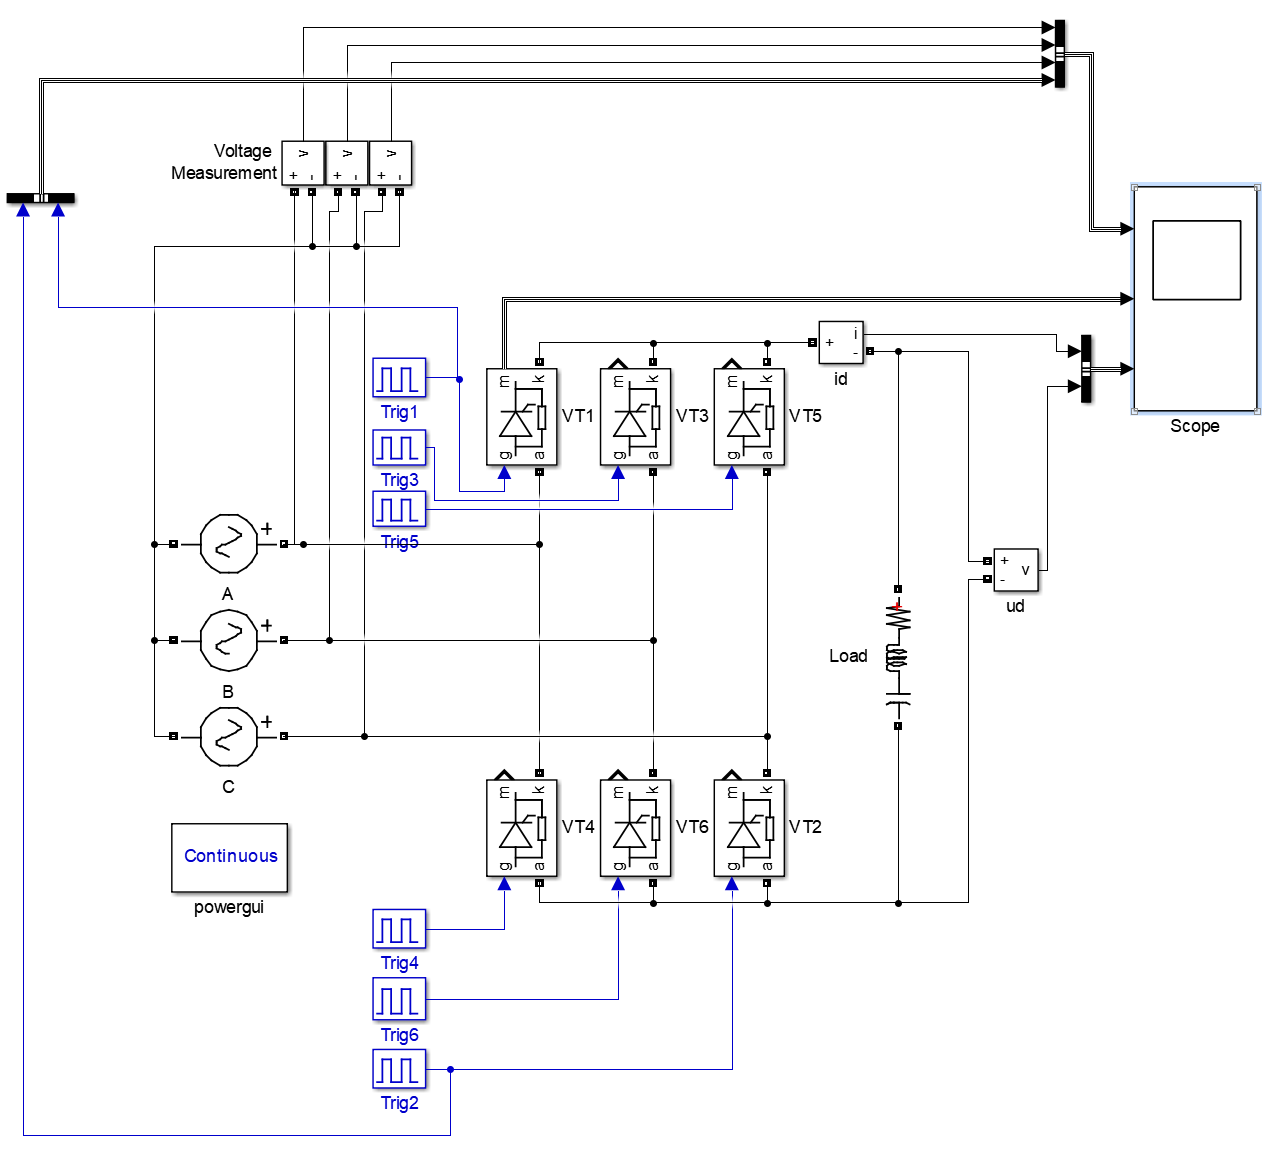 Voltage
Measurement
v
v
v
+ -
+ -
+ -
i
+
-
id
Scope
Trig1
Trig3
Trig5
m k
g a
VT1
m k
g a
VT3
m k
g a
VT5
+
A
+
B
+
C
+
-
v
ud
Load
m k
g a
VT4
m k
g a
VT6
m k
g a
VT2
Continuous
powergui
Trig4
Trig6
Trig2